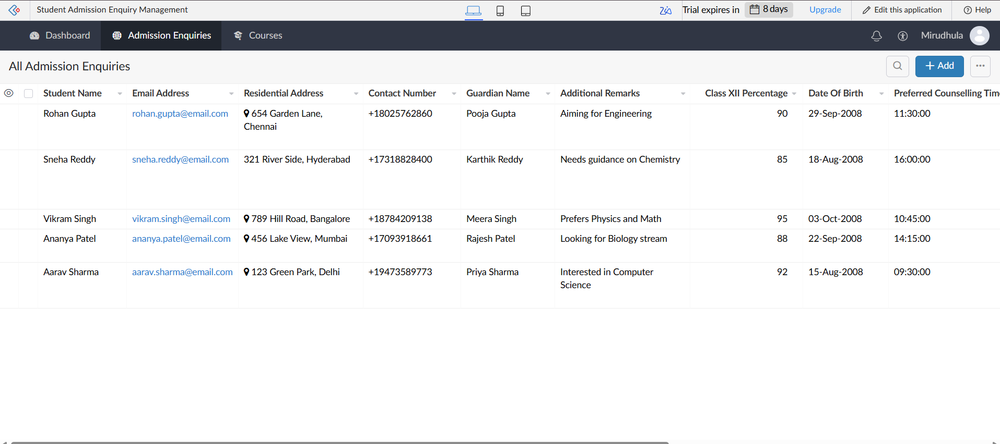 Student Admission Enquiry Management
Zia
Trial expires in 8 days Upgrade Edit this application Help
Dashboard Admission Enquiries Courses Mirudhula
All Admission Enquiries + Add
Student Name Email Address Residential Address Contact Number Guardian Name Additional Remarks Class XII Percentage Date Of Birth Preferred Counselling Time
Rohan Gupta rohan.gupta@email.com 654 Garden Lane, +18025762860 Pooja Gupta Aiming for Engineering 90 29-Sep-2008 11:30:00
Chennai
Sneha Reddy sneha.reddy@email.com 321 River Side, Hyderabad +17318828400 Karthik Reddy Needs guidance on Chemistry 85 18-Aug-2008 16:00:00
Vikram Singh vikram.singh@email.com 789 Hill Road, Bangalore +18784209138 Meera Singh Prefers Physics and Math 95 03-Oct-2008 10:45:00
Ananya Patel ananya.patel@email.com 456 Lake View, Mumbai +17093918661 Rajesh Patel Looking for Biology stream 88 22-Sep-2008 14:15:00
Aarav Sharma aarav.sharma@email.com 123 Green Park, Delhi +19473589773 Priya Sharma Interested in Computer 92 15-Aug-2008 09:30:00
Science